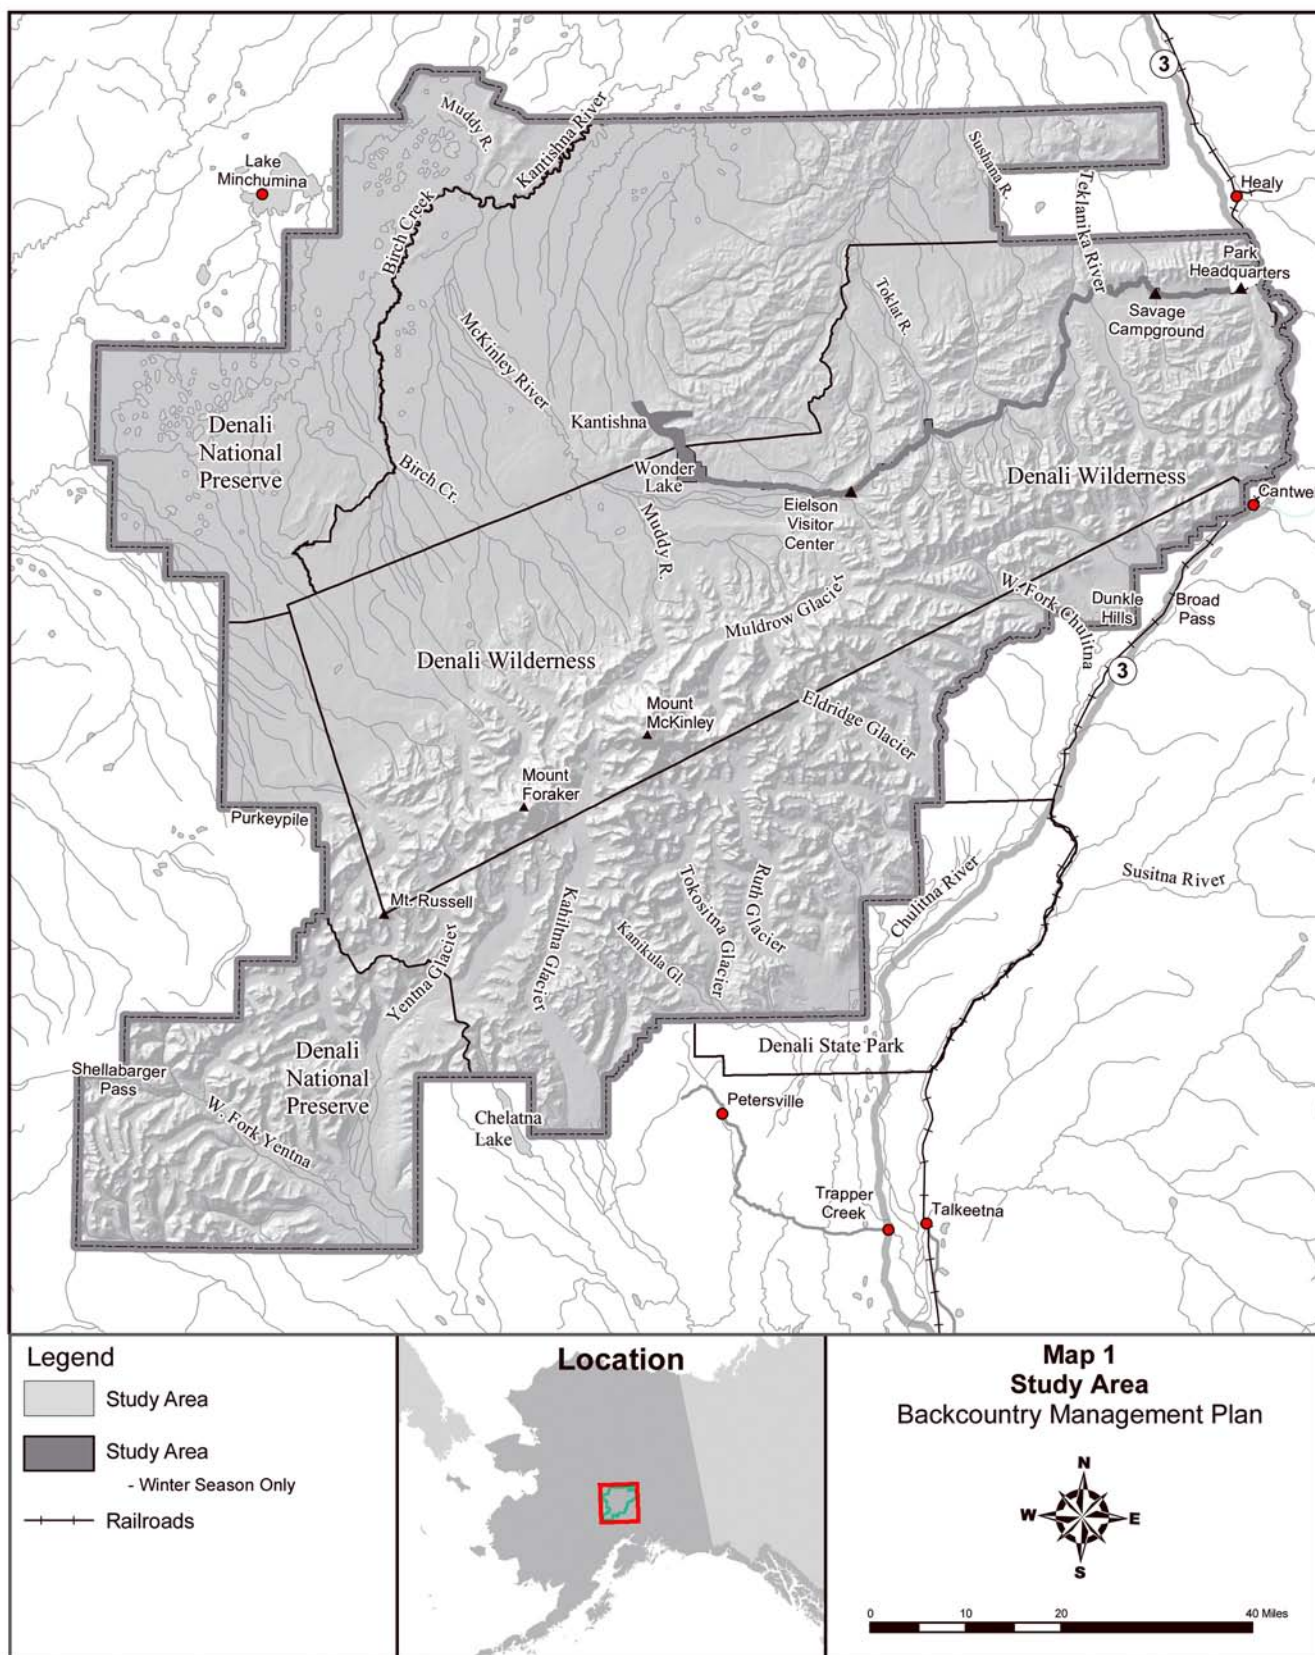 3
Muddy R.
Kantishna River
Lake
Minchumina
Sushana R.
Teklanika River
Healy
Birch Creek
Park
Headquarters
Toklat R.
Savage
Campground
McKinley River
Kantishna
Denali
National
Preserve
Birch Cr.
Wonder
Lake
Denali Wilderness
Eielson
Visitor
Center
Cantwe
Muddy R.
Muldrow Glacier
W. Fork Chulitna
Dunkle
Hills
Broad
Pass
3
Denali Wilderness
Mount
McKinley
Eldridge Glacier
Mount
Foraker
Purkeypile
Mt. Russell
Kahiltna Glacier
Tokositna Glacier
Ruth Glacier
Chulitna River
Susitna River
Yentna Glacier
Kanikula Gl.
Denali State Park
Shellabarger
Pass
Denali
National
Preserve
W. Fork Yentna
Chelatna
Lake
Petersville
Trapper
Creek
Talkeetna
Legend
Study Area
Study Area
- Winter Season Only
Railroads
Location
Map 1
Study Area
Backcountry Management Plan
N
W
E
S
0 10 20 40 Miles